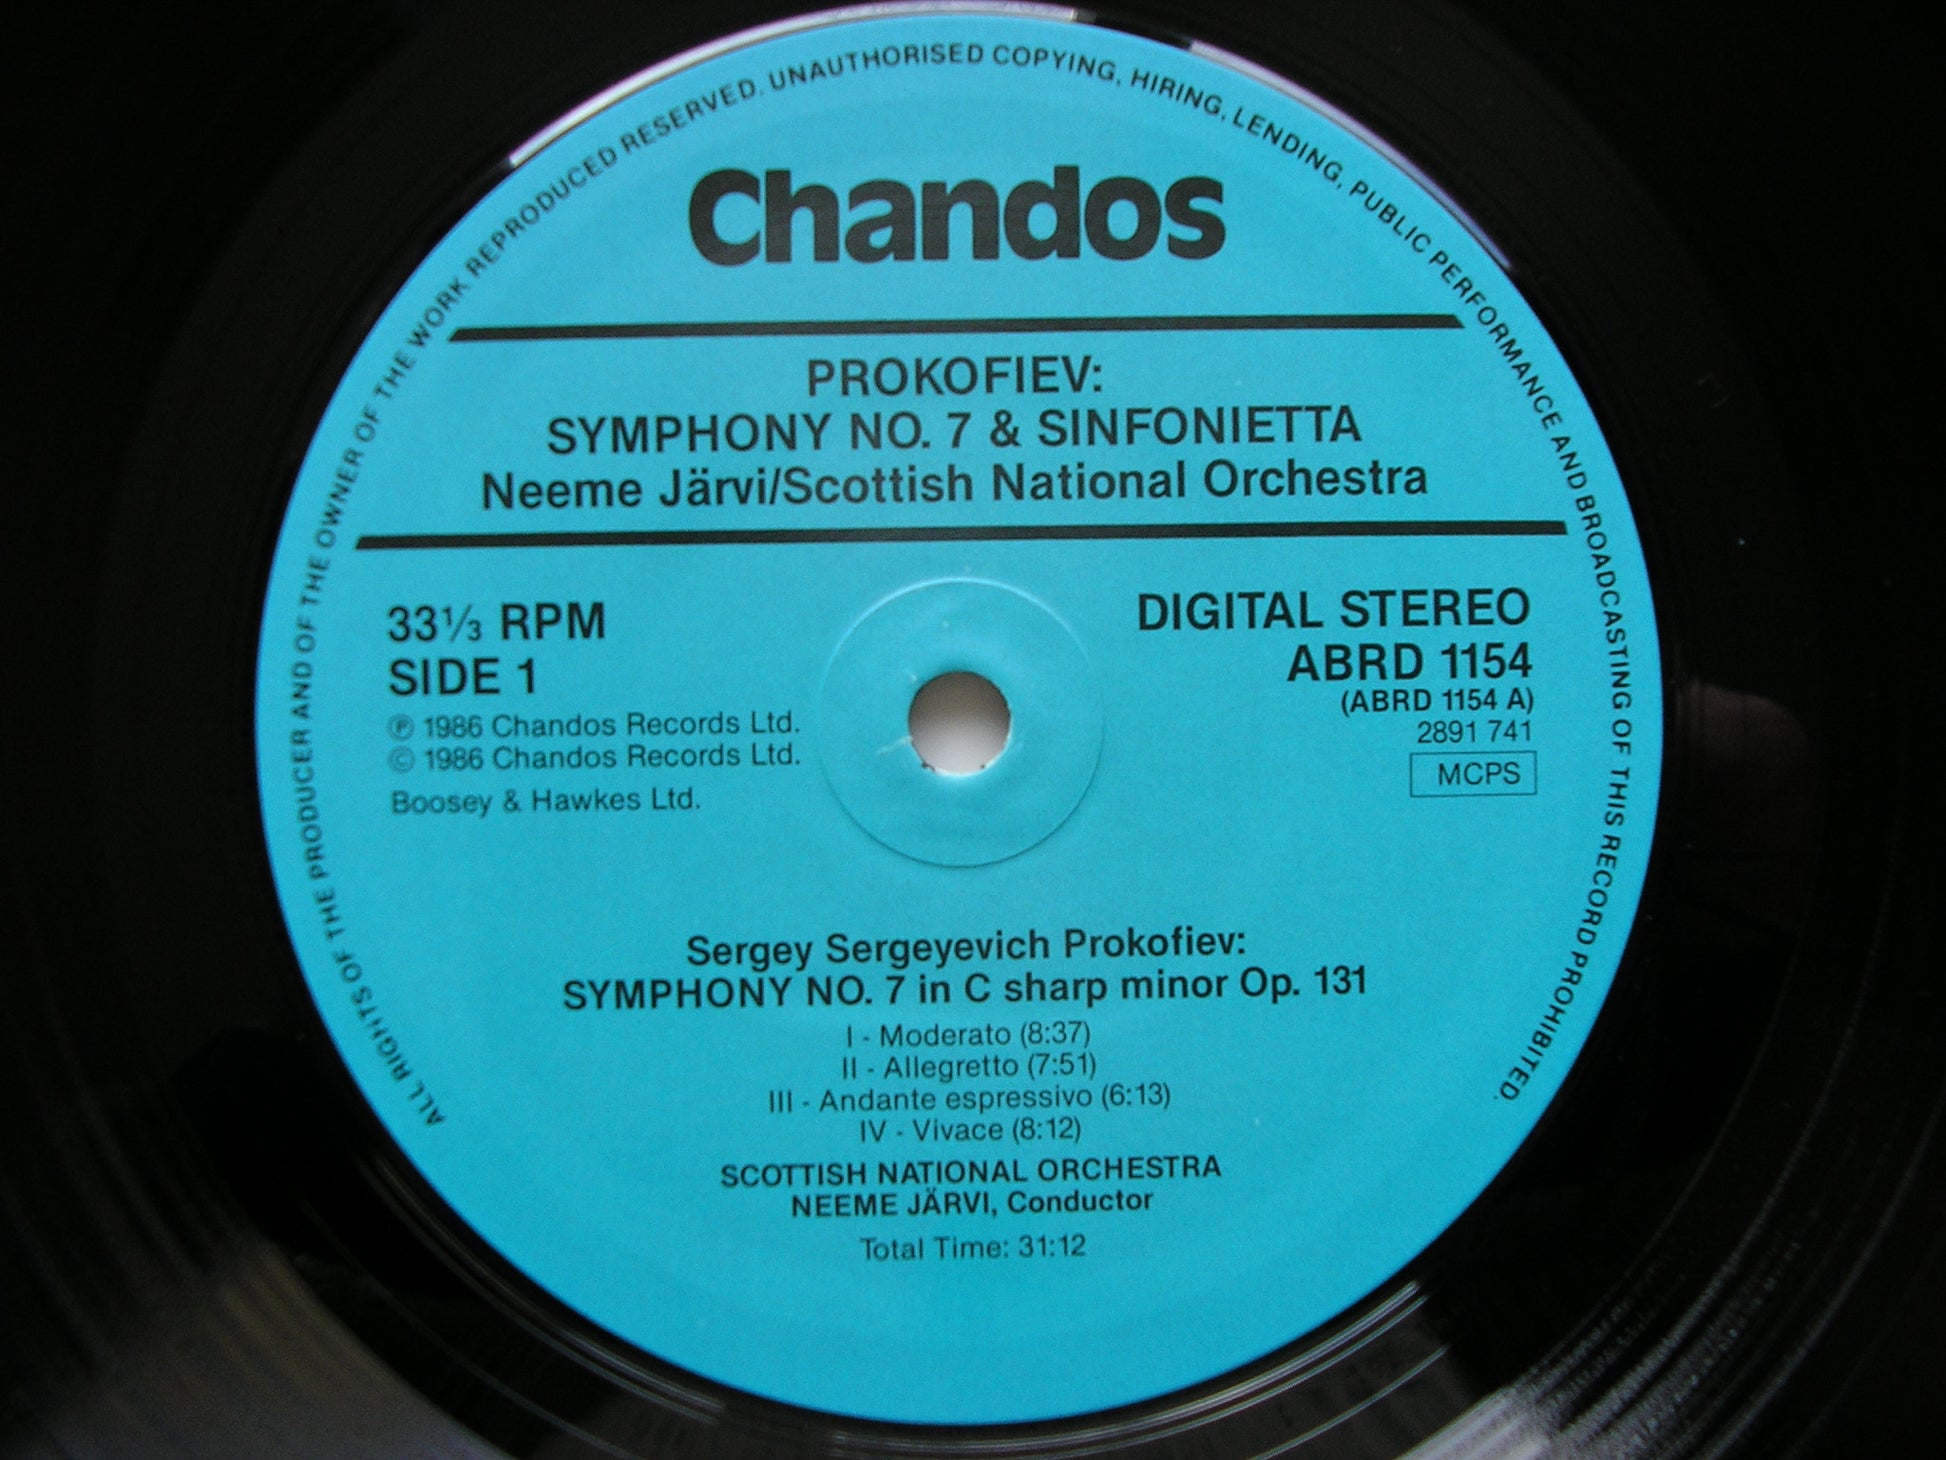 ALL RIGHTS OF THE PRODUCER AND OF THE OWNER OF THE WORK REPRODUCED RESERVED. UNAUTHORISED COPYING, HIRING, LENDING, PUBLIC PERFORMANCE AND BROADCASTING OF THIS RECORD PROHIBITED.
Chandos
PROKOFIEV:
SYMPHONY NO. 7 & SINFONIETTA
Neeme Järvi/Scottish National Orchestra
33⅓ RPM
SIDE 1
℗ 1986 Chandos Records Ltd.
© 1986 Chandos Records Ltd.
Boosey & Hawkes Ltd.
DIGITAL STEREO
ABRD 1154
(ABRD 1154 A)
2891 741
MCPS
Sergey Sergeyevich Prokofiev:
SYMPHONY NO. 7 in C sharp minor Op. 131
I - Moderato (8:37)
II - Allegretto (7:51)
III - Andante espressivo (6:13)
IV - Vivace (8:12)
SCOTTISH NATIONAL ORCHESTRA
NEEME JÄRVI, Conductor
Total Time: 31:12